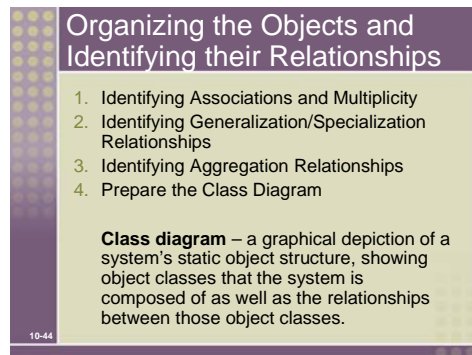 Organizing the Objects and
Identifying their Relationships
1. Identifying Associations and Multiplicity
2. Identifying Generalization/Specialization
Relationships
3. Identifying Aggregation Relationships
4. Prepare the Class Diagram
Class diagram – a graphical depiction of a
system's static object structure, showing
object classes that the system is
composed of as well as the relationships
between those object classes.
10-44